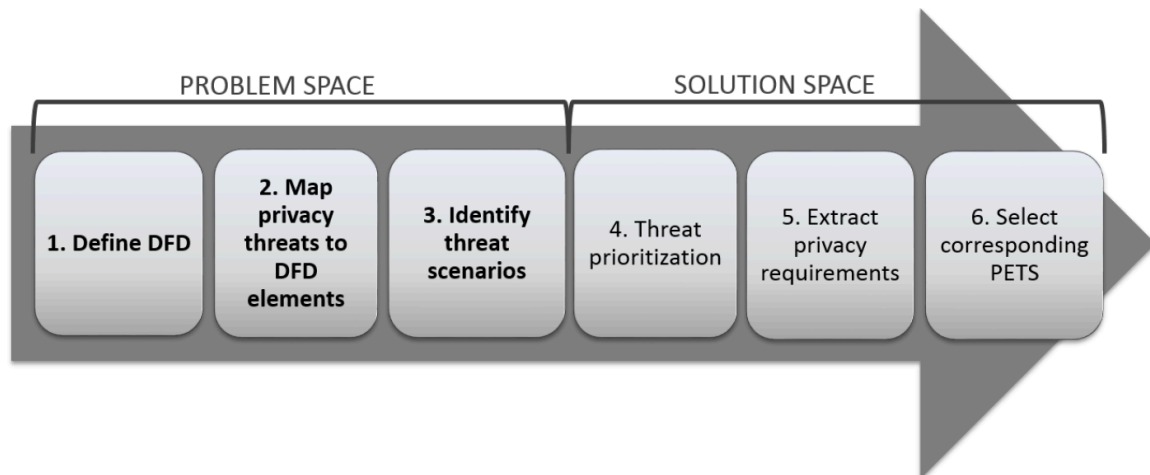 PROBLEM SPACE
SOLUTION SPACE
1. Define DFD
2. Map
privacy
threats to
DFD
elements
3. Identify
threat
scenarios
4. Threat
prioritization
5. Extract
privacy
requirements
6. Select
corresponding
PETS